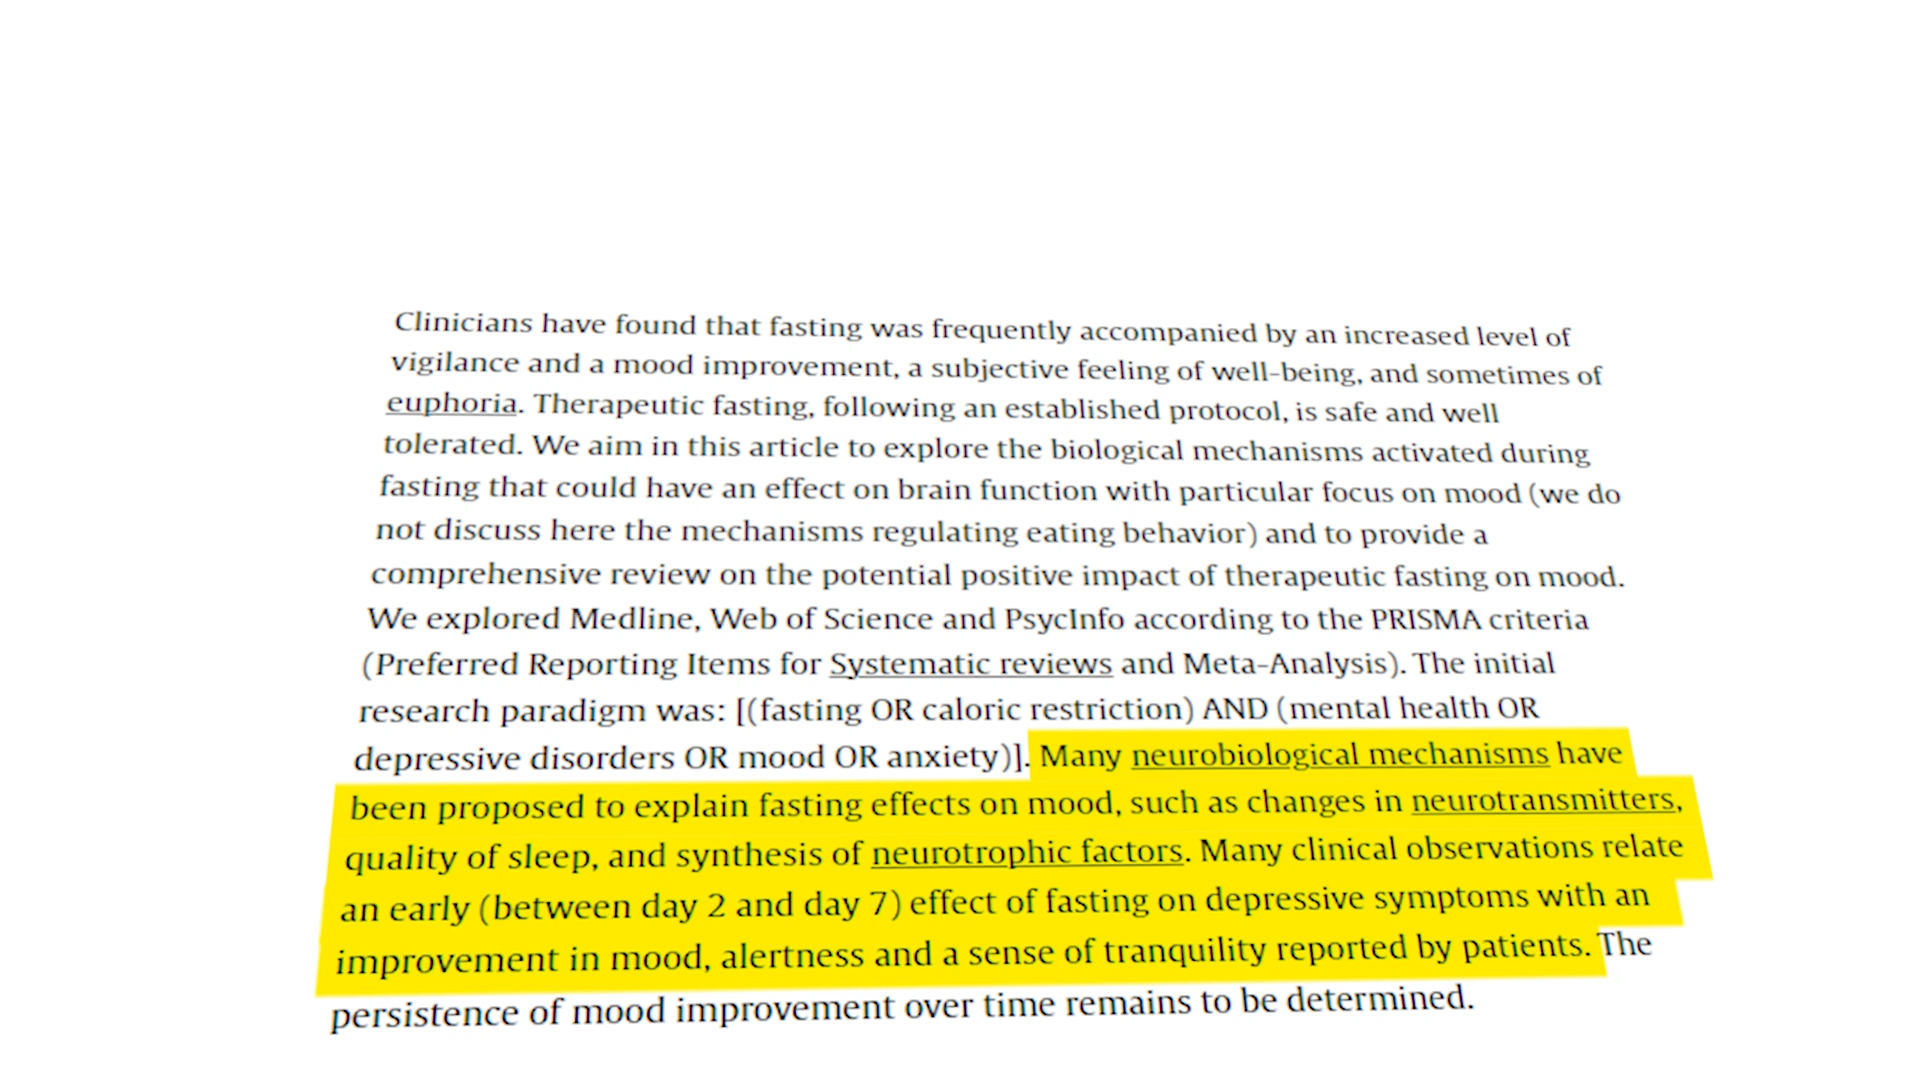 Clinicians have found that fasting was frequently accompanied by an increased level of
vigilance and a mood improvement, a subjective feeling of well-being, and sometimes of
euphoria. Therapeutic fasting, following an established protocol, is safe and well
tolerated. We aim in this article to explore the biological mechanisms activated during
fasting that could have an effect on brain function with particular focus on mood (we do
not discuss here the mechanisms regulating eating behavior) and to provide a
comprehensive review on the potential positive impact of therapeutic fasting on mood.
We explored Medline, Web of Science and PsycInfo according to the PRISMA criteria
(Preferred Reporting Items for Systematic reviews and Meta-Analysis). The initial
research paradigm was: [(fasting OR caloric restriction) AND (mental health OR
depressive disorders OR mood OR anxiety)]. Many neurobiological mechanisms have
been proposed to explain fasting effects on mood, such as changes in neurotransmitters,
quality of sleep, and synthesis of neurotrophic factors. Many clinical observations relate
an early (between day 2 and day 7) effect of fasting on depressive symptoms with an
improvement in mood, alertness and a sense of tranquility reported by patients. The
persistence of mood improvement over time remains to be determined.